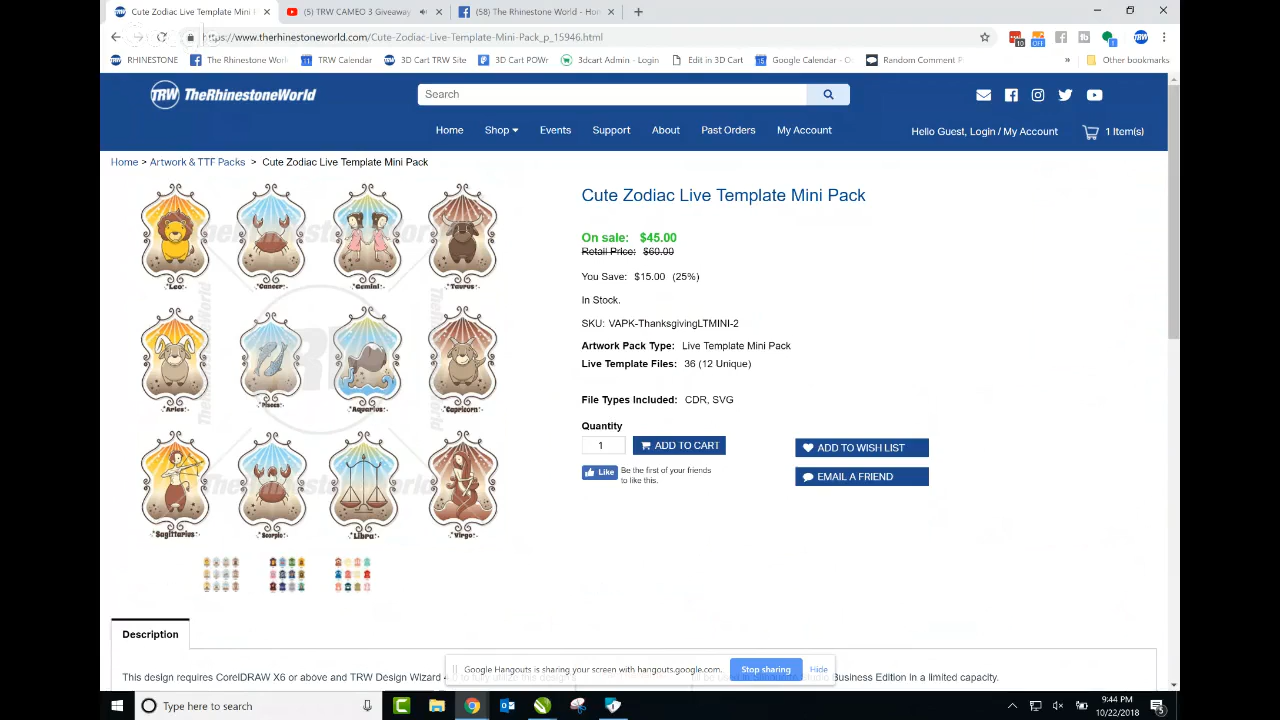 Cute Zodiac Live Template Mini P
(5) TRW CAMEO 3 Giveaway
(58) The Rhinestone World - Hom
https://www.therhinestoneworld.com/Cute-Zodiac-Live-Template-Mini-Pack_p_15946.html
10
OFF
1
TRW
RHINESTONE
The Rhinestone Worl
TRW Calendar
3D Cart TRW Site
3D Cart POWr
3dcart Admin - Login
Edit in 3D Cart
Google Calendar - O
Random Comment P
»
Other bookmarks
TRW TheRhinestoneWorld
Search
Home
Shop
Events
Support
About
Past Orders
My Account
Hello Guest, Login / My Account
1 Item(s)
Home > Artwork & TTF Packs > Cute Zodiac Live Template Mini Pack
Cute Zodiac Live Template Mini Pack
On sale: $45.00
Retail Price: $60.00
You Save: $15.00 (25%)
In Stock.
SKU: VAPK-ThanksgivingLTMINI-2
Artwork Pack Type: Live Template Mini Pack
Live Template Files: 36 (12 Unique)
File Types Included: CDR, SVG
Quantity
1
ADD TO CART
ADD TO WISH LIST
Like
Be the first of your friends
to like this.
EMAIL A FRIEND
TheRhinestoneWorld
Leo
Cancer
Gemini
Taurus
Aries
Pisces
Aquarius
Capricorn
TheRhinestoneWorld
Sagittarius
Scorpio
Libra
Virgo
Description
Google Hangouts is sharing your screen with hangouts.google.com.
Stop sharing
Hide
This design requires CorelDRAW X6 or above and TRW Design Wizard
Business Edition in a limited capacity.
Type here to search
9:44 PM
10/22/2018
5